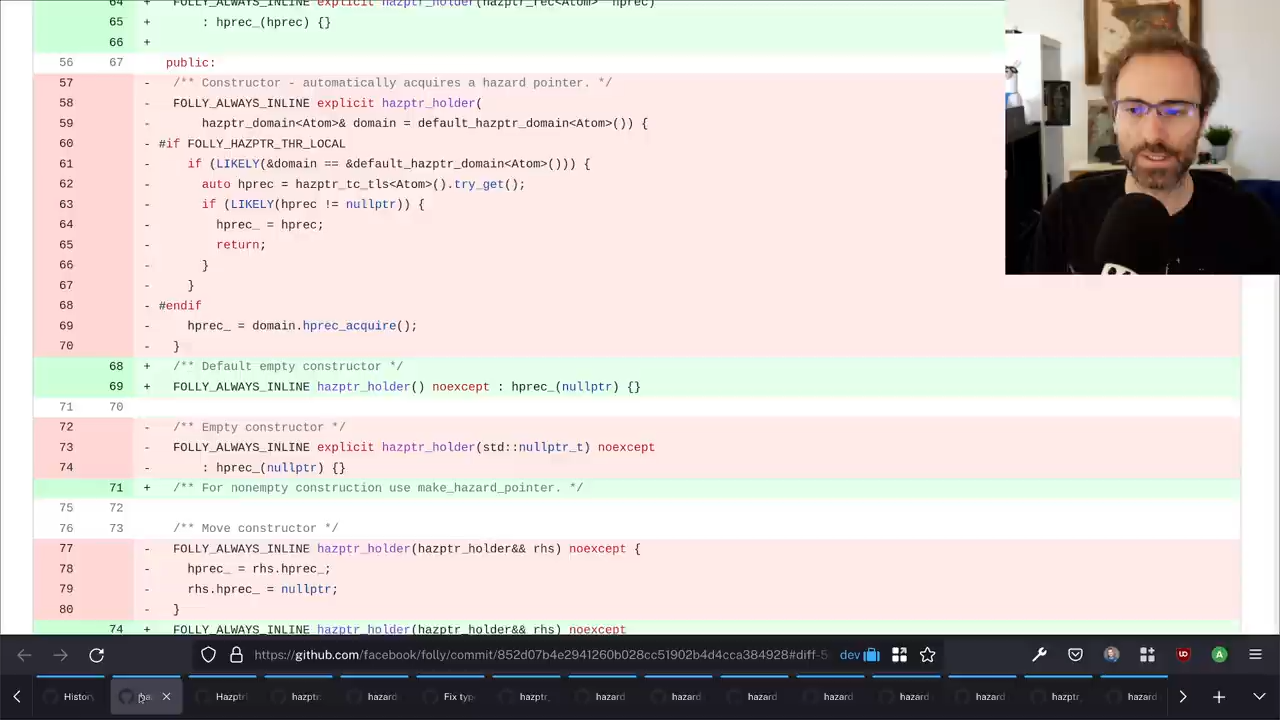 64 + FOLLY_ALWAYS_INLINE explicit hazptr_holder(hazptr_rec<Atom>* hprec)
65 + : hprec_(hprec) {}
66 +
56 67 public:
57 - /** Constructor - automatically acquires a hazard pointer. */
58 - FOLLY_ALWAYS_INLINE explicit hazptr_holder(
59 - hazptr_domain<Atom>& domain = default_hazptr_domain<Atom>()) {
60 - #if FOLLY_HAZPTR_THR_LOCAL
61 - if (LIKELY(&domain == &default_hazptr_domain<Atom>())) {
62 - auto hprec = hazptr_tc_tls<Atom>().try_get();
63 - if (LIKELY(hprec != nullptr)) {
64 - hprec_ = hprec;
65 - return;
66 - }
67 - }
68 - #endif
69 - hprec_ = domain.hprec_acquire();
70 - }
68 + /** Default empty constructor */
69 + FOLLY_ALWAYS_INLINE hazptr_holder() noexcept : hprec_(nullptr) {}
71 70
72 - /** Empty constructor */
73 - FOLLY_ALWAYS_INLINE explicit hazptr_holder(std::nullptr_t) noexcept
74 - : hprec_(nullptr) {}
71 + /** For nonempty construction use make_hazard_pointer. */
75 72
76 73 /** Move constructor */
77 - FOLLY_ALWAYS_INLINE hazptr_holder(hazptr_holder&& rhs) noexcept {
78 - hprec_ = rhs.hprec_;
79 - rhs.hprec_ = nullptr;
80 - }
74 + FOLLY_ALWAYS_INLINE hazptr_holder(hazptr_holder&& rhs) noexcept
https://github.com/facebook/folly/commit/852d07b4e2941260b028cc51902b4d4cca384928#diff-5 dev
Histor haz Hazptr hazptr hazard Fix typ hazptr_ hazard hazard hazard hazard hazard hazard hazptr_ hazard